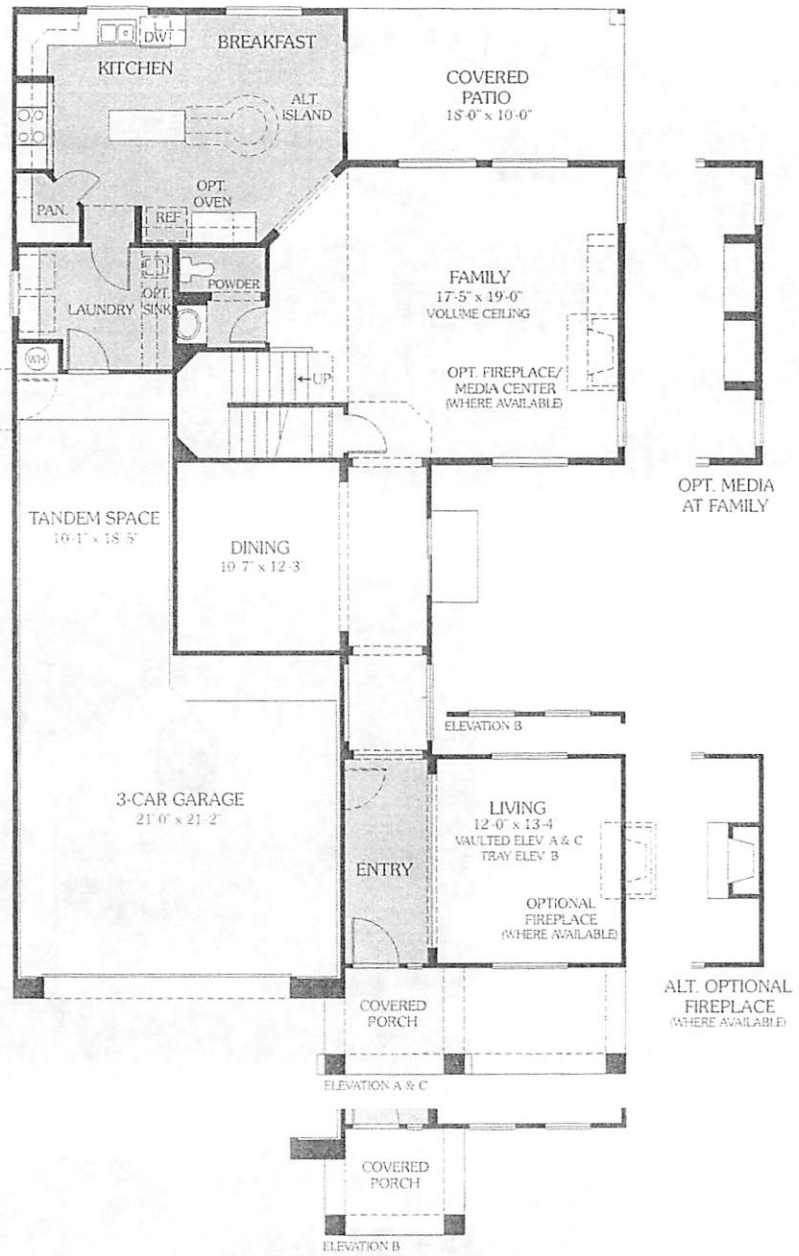 DW
BREAKFAST
KITCHEN
ALT.
ISLAND
COVERED
PATIO
18'-0" x 10'-0"
PAN.
OPT.
OVEN
REF
POWDER
OPT.
SINK
LAUNDRY
WH
FAMILY
17'-5" x 19'-0"
VOLUME CEILING
UP
OPT. FIREPLACE/
MEDIA CENTER
(WHERE AVAILABLE)
OPT. MEDIA
AT FAMILY
TANDEM SPACE
10'-1" x 18'-5"
DINING
10'-7" x 12'-3"
ELEVATION B
3-CAR GARAGE
21'-0" x 21'-2"
LIVING
12'-0" x 13'-4"
VAULTED ELEV. A & C
TRAY ELEV. B
ENTRY
OPTIONAL
FIREPLACE
(WHERE AVAILABLE)
ALT. OPTIONAL
FIREPLACE
(WHERE AVAILABLE)
COVERED
PORCH
ELEVATION A & C
COVERED
PORCH
ELEVATION B